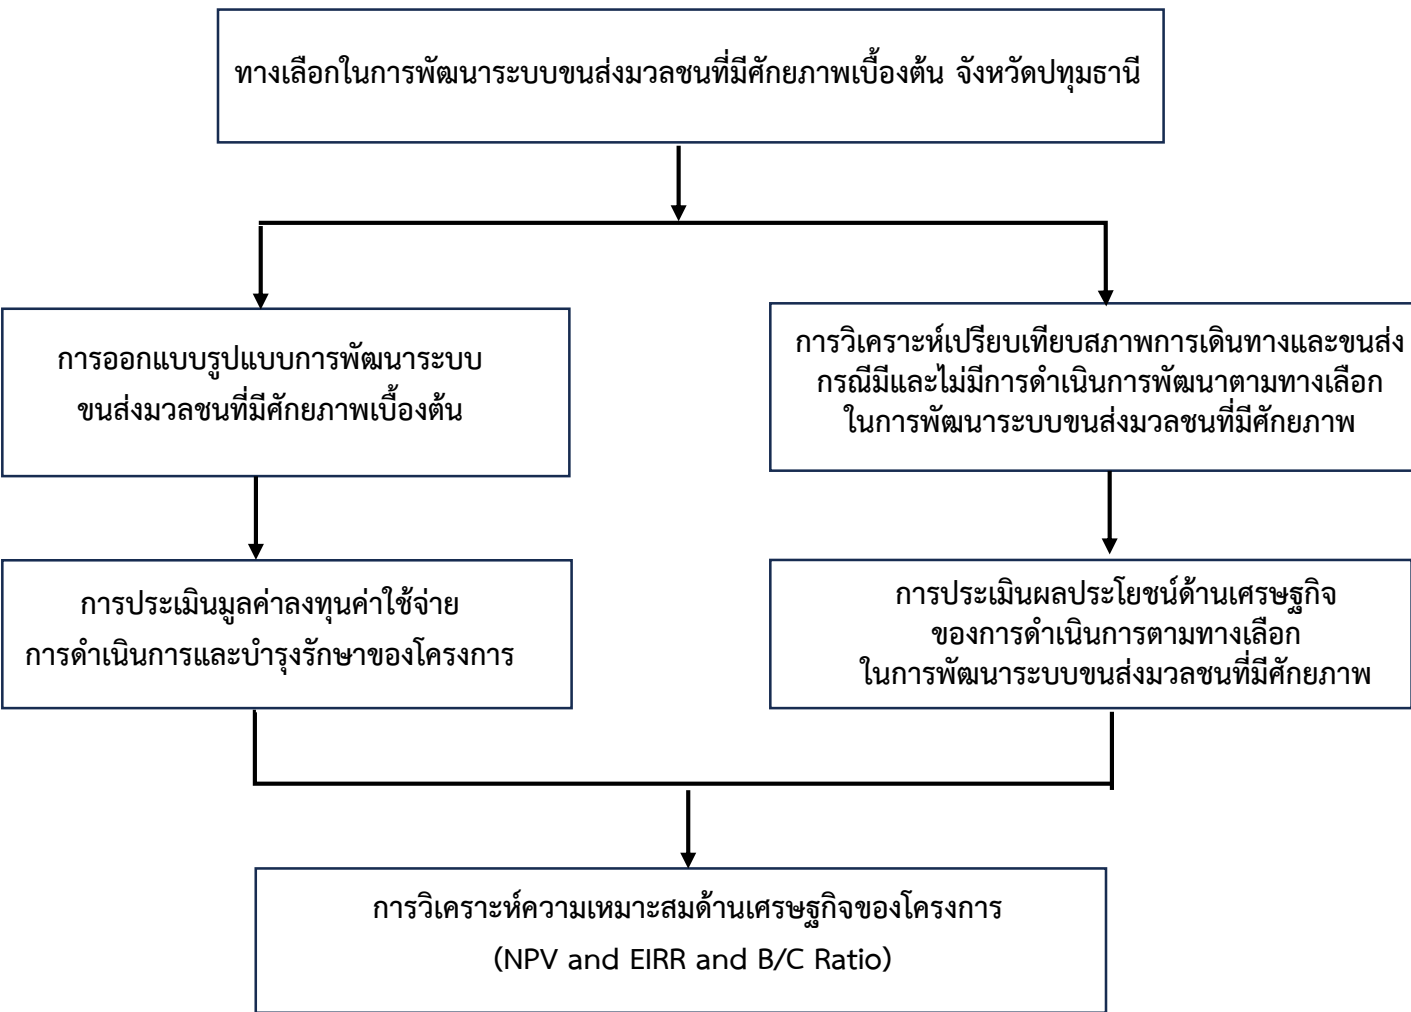 ทางเลือกในการพัฒนาระบบขนส่งมวลชนที่มีศักยภาพเบื้องต้น จังหวัดปทุมธานี
การออกแบบรูปแบบการพัฒนาระบบ
ขนส่งมวลชนที่มีศักยภาพเบื้องต้น
การวิเคราะห์เปรียบเทียบสภาพการเดินทางและขนส่ง
กรณีมีและไม่มีการดำเนินการพัฒนาตามทางเลือก
ในการพัฒนาระบบขนส่งมวลชนที่มีศักยภาพ
การประเมินมูลค่าลงทุนค่าใช้จ่าย
การดำเนินการและบำรุงรักษาของโครงการ
การประเมินผลประโยชน์ด้านเศรษฐกิจ
ของการดำเนินการตามทางเลือก
ในการพัฒนาระบบขนส่งมวลชนที่มีศักยภาพ
การวิเคราะห์ความเหมาะสมด้านเศรษฐกิจของโครงการ
(NPV and EIRR and B/C Ratio)